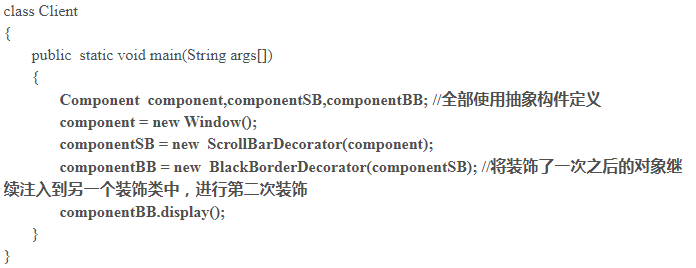 class Client
{
public  static void main(String args[])
{
Component  component,componentSB,componentBB; //全部使用抽象构件定义
component = new Window();
componentSB = new  ScrollBarDecorator(component);
componentBB = new  BlackBorderDecorator(componentSB); //将装饰了一次之后的对象继
续注入到另一个装饰类中，进行第二次装饰
componentBB.display();
}
}